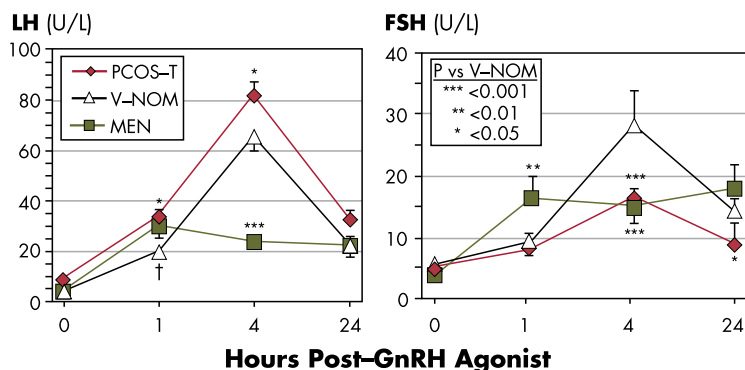 LH (U/L)
100
80
60
40
20
0
PCOS–T
V–NOM
MEN
*
*
***
†
0 1 4 24
FSH (U/L)
40
30
20
10
0
P vs V–NOM
*** <0.001
** <0.01
* <0.05
**
***
***
*
0 1 4 24
Hours Post–GnRH Agonist